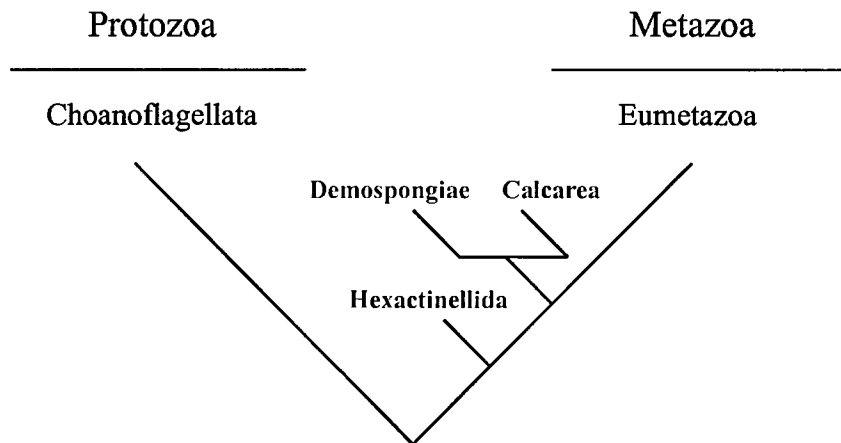 Protozoa
Metazoa
Choanoflagellata
Eumetazoa
Demospongiae
Calcarea
Hexactinellida